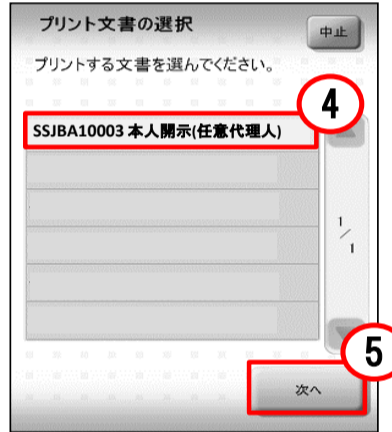 プリント文書の選択
中止
プリントする文書を選んでください。
4
SSJBA10003 本人開示(任意代理人)
1/1
5
次へ